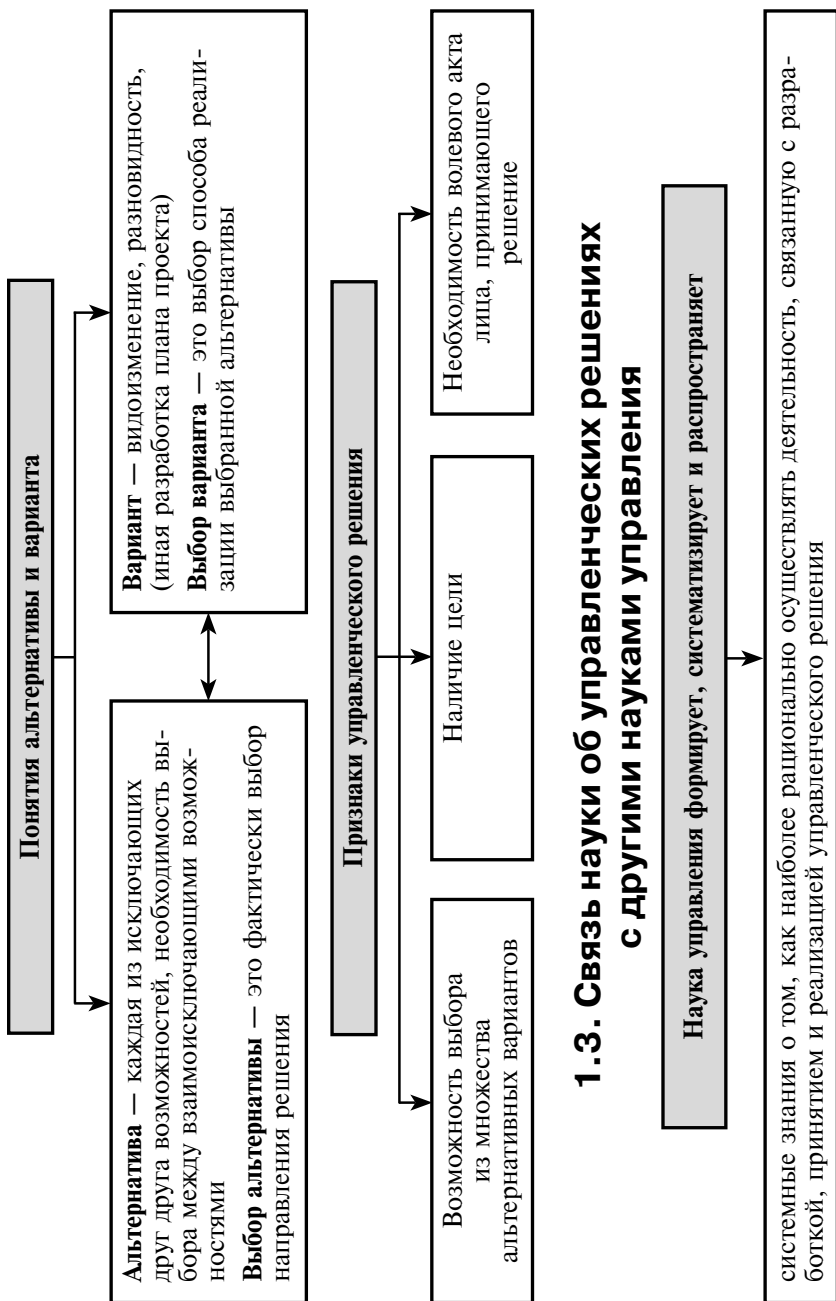 Понятия альтернативы и варианта
Альтернатива — каждая из исключающих
друг друга возможностей, необходимость вы-
бора между взаимоисключающими возмож-
ностями
Выбор альтернативы — это фактически выбор
направления решения
Вариант — видоизменение, разновидность,
(иная разработка плана проекта)
Выбор варианта — это выбор способа реали-
зации выбранной альтернативы
Признаки управленческого решения
Возможность выбора
из множества
альтернативных вариантов
Наличие цели
Необходимость волевого акта
лица, принимающего
решение
1.3. Связь науки об управленческих решениях
с другими науками управления
Наука управления формирует, систематизирует и распространяет
системные знания о том, как наиболее рационально осуществлять деятельность, связанную с разра-
боткой, принятием и реализацией управленческого решения